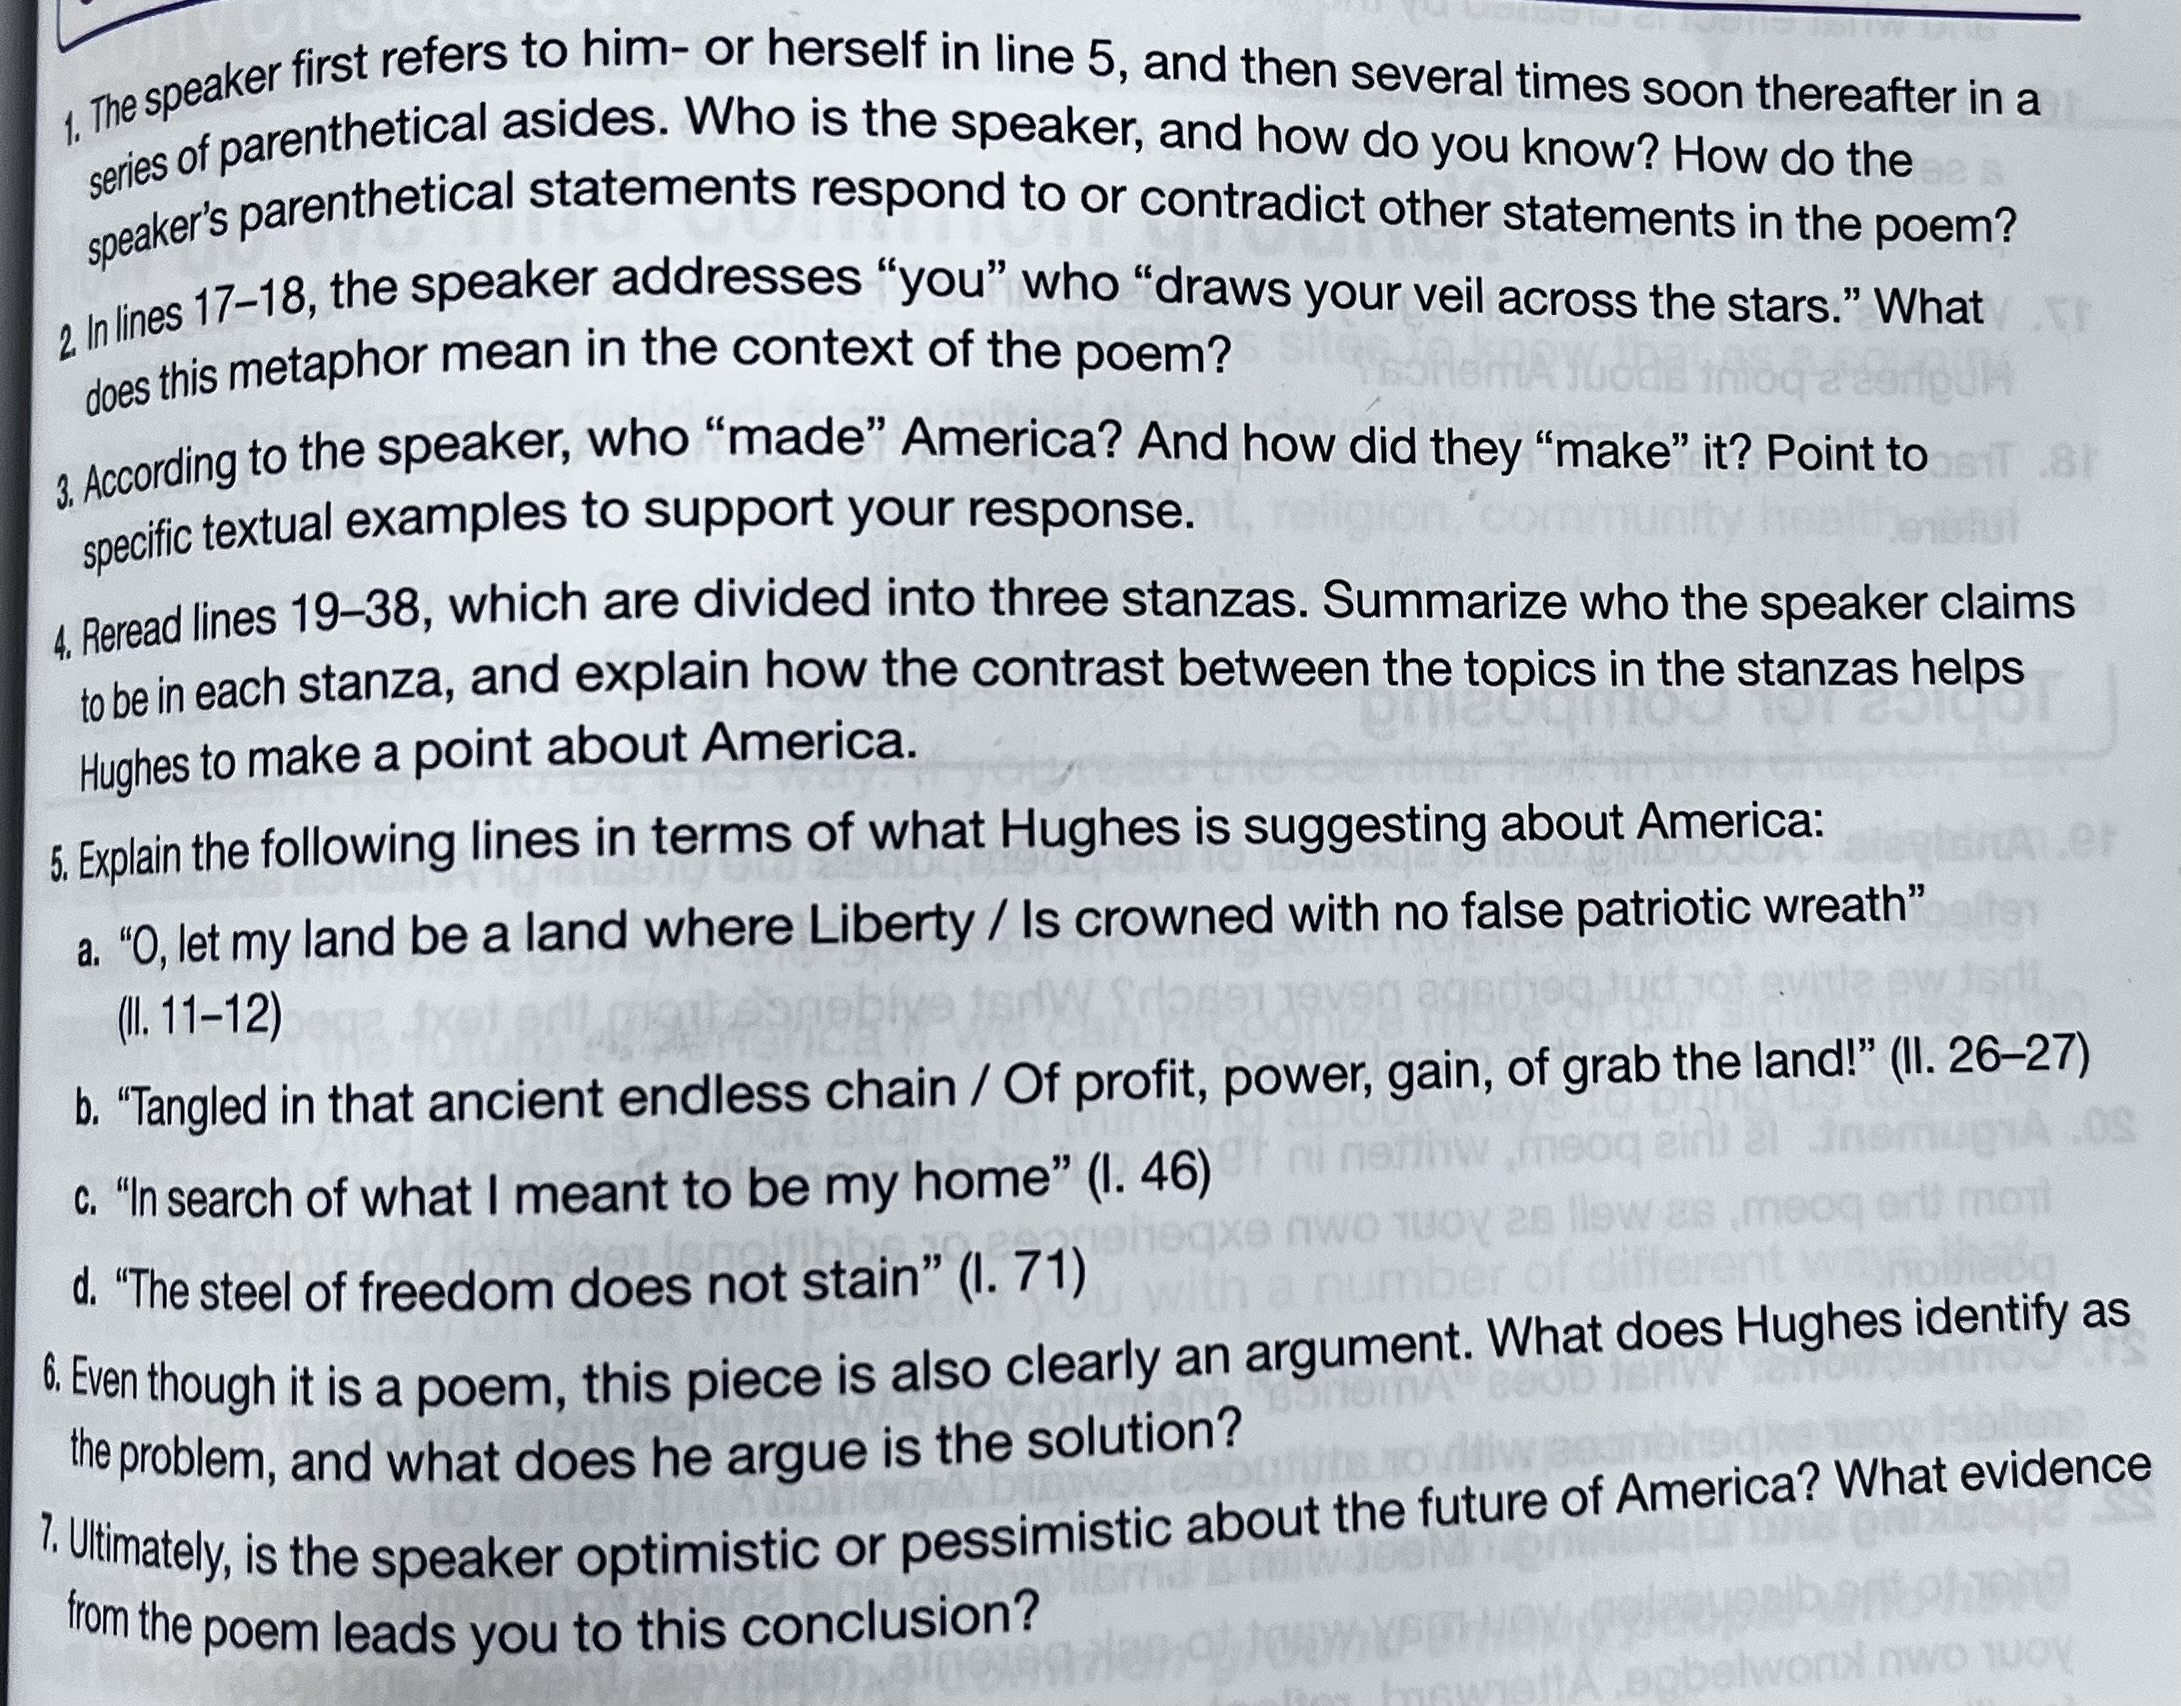 1. The speaker first refers to him- or herself in line 5, and then several times soon thereafter in a
series of parenthetical asides. Who is the speaker, and how do you know? How do the
speaker's parenthetical statements respond to or contradict other statements in the poem?
2. In lines 17–18, the speaker addresses “you” who “draws your veil across the stars.” What
does this metaphor mean in the context of the poem?
3. According to the speaker, who “made” America? And how did they “make” it? Point to
specific textual examples to support your response.
4. Reread lines 19–38, which are divided into three stanzas. Summarize who the speaker claims
to be in each stanza, and explain how the contrast between the topics in the stanzas helps
Hughes to make a point about America.
5. Explain the following lines in terms of what Hughes is suggesting about America:
a. “O, let my land be a land where Liberty / Is crowned with no false patriotic wreath”
(ll. 11–12)
b. “Tangled in that ancient endless chain / Of profit, power, gain, of grab the land!” (ll. 26–27)
c. “In search of what I meant to be my home” (l. 46)
d. “The steel of freedom does not stain” (l. 71)
6. Even though it is a poem, this piece is also clearly an argument. What does Hughes identify as
the problem, and what does he argue is the solution?
7. Ultimately, is the speaker optimistic or pessimistic about the future of America? What evidence
from the poem leads you to this conclusion?